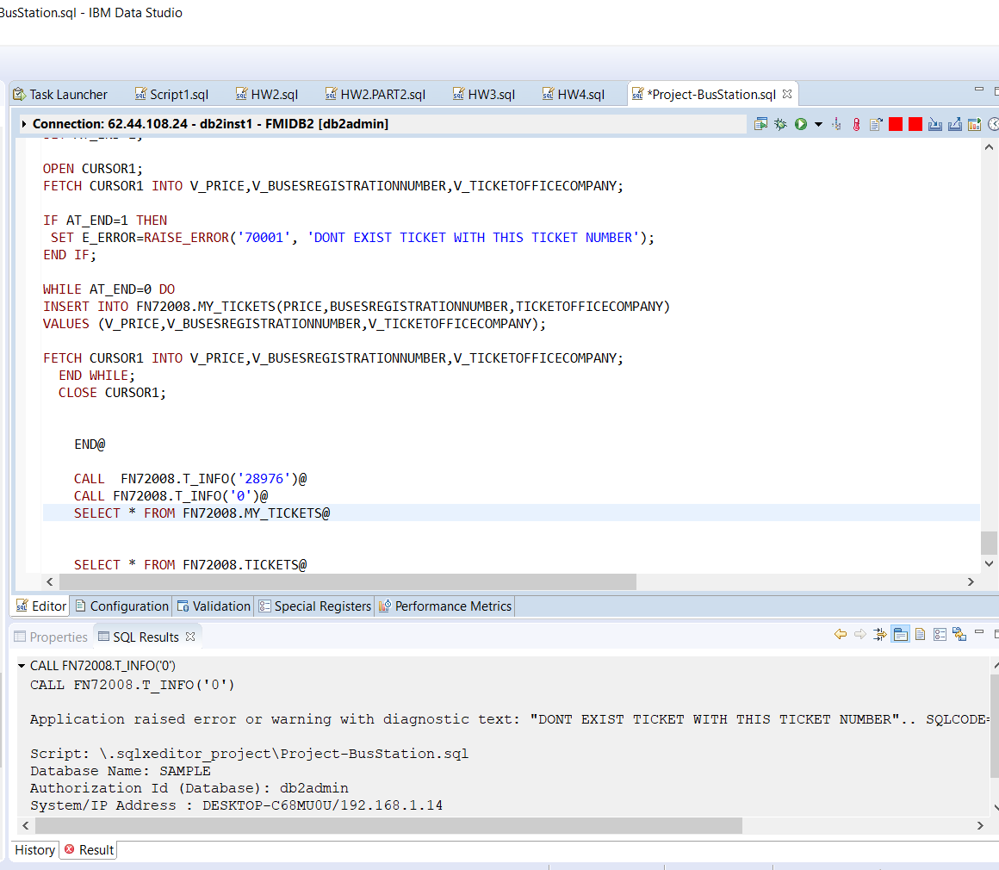 BusStation.sql - IBM Data Studio
Task Launcher Script1.sql HW2.sql HW2.PART2.sql HW3.sql HW4.sql *Project-BusStation.sql
Connection: 62.44.108.24 - db2inst1 - FMIDB2 [db2admin]
OPEN CURSOR1;
FETCH CURSOR1 INTO V_PRICE,V_BUSESREGISTRATIONNUMBER,V_TICKETOFFICECOMPANY;
IF AT_END=1 THEN
SET E_ERROR=RAISE_ERROR('70001', 'DONT EXIST TICKET WITH THIS TICKET NUMBER');
END IF;
WHILE AT_END=0 DO
INSERT INTO FN72008.MY_TICKETS(PRICE,BUSESREGISTRATIONNUMBER,TICKETOFFICECOMPANY)
VALUES (V_PRICE,V_BUSESREGISTRATIONNUMBER,V_TICKETOFFICECOMPANY);
FETCH CURSOR1 INTO V_PRICE,V_BUSESREGISTRATIONNUMBER,V_TICKETOFFICECOMPANY;
END WHILE;
CLOSE CURSOR1;
END@
CALL  FN72008.T_INFO('28976')@
CALL FN72008.T_INFO('0')@
SELECT * FROM FN72008.MY_TICKETS@
SELECT * FROM FN72008.TICKETS@
Editor Configuration Validation Special Registers Performance Metrics
Properties SQL Results
CALL FN72008.T_INFO('0')
CALL FN72008.T_INFO('0')
Application raised error or warning with diagnostic text: "DONT EXIST TICKET WITH THIS TICKET NUMBER".. SQLCODE=
Script: \.sqlxeditor_project\Project-BusStation.sql
Database Name: SAMPLE
Authorization Id (Database): db2admin
System/IP Address : DESKTOP-C68MU0U/192.168.1.14
History Result